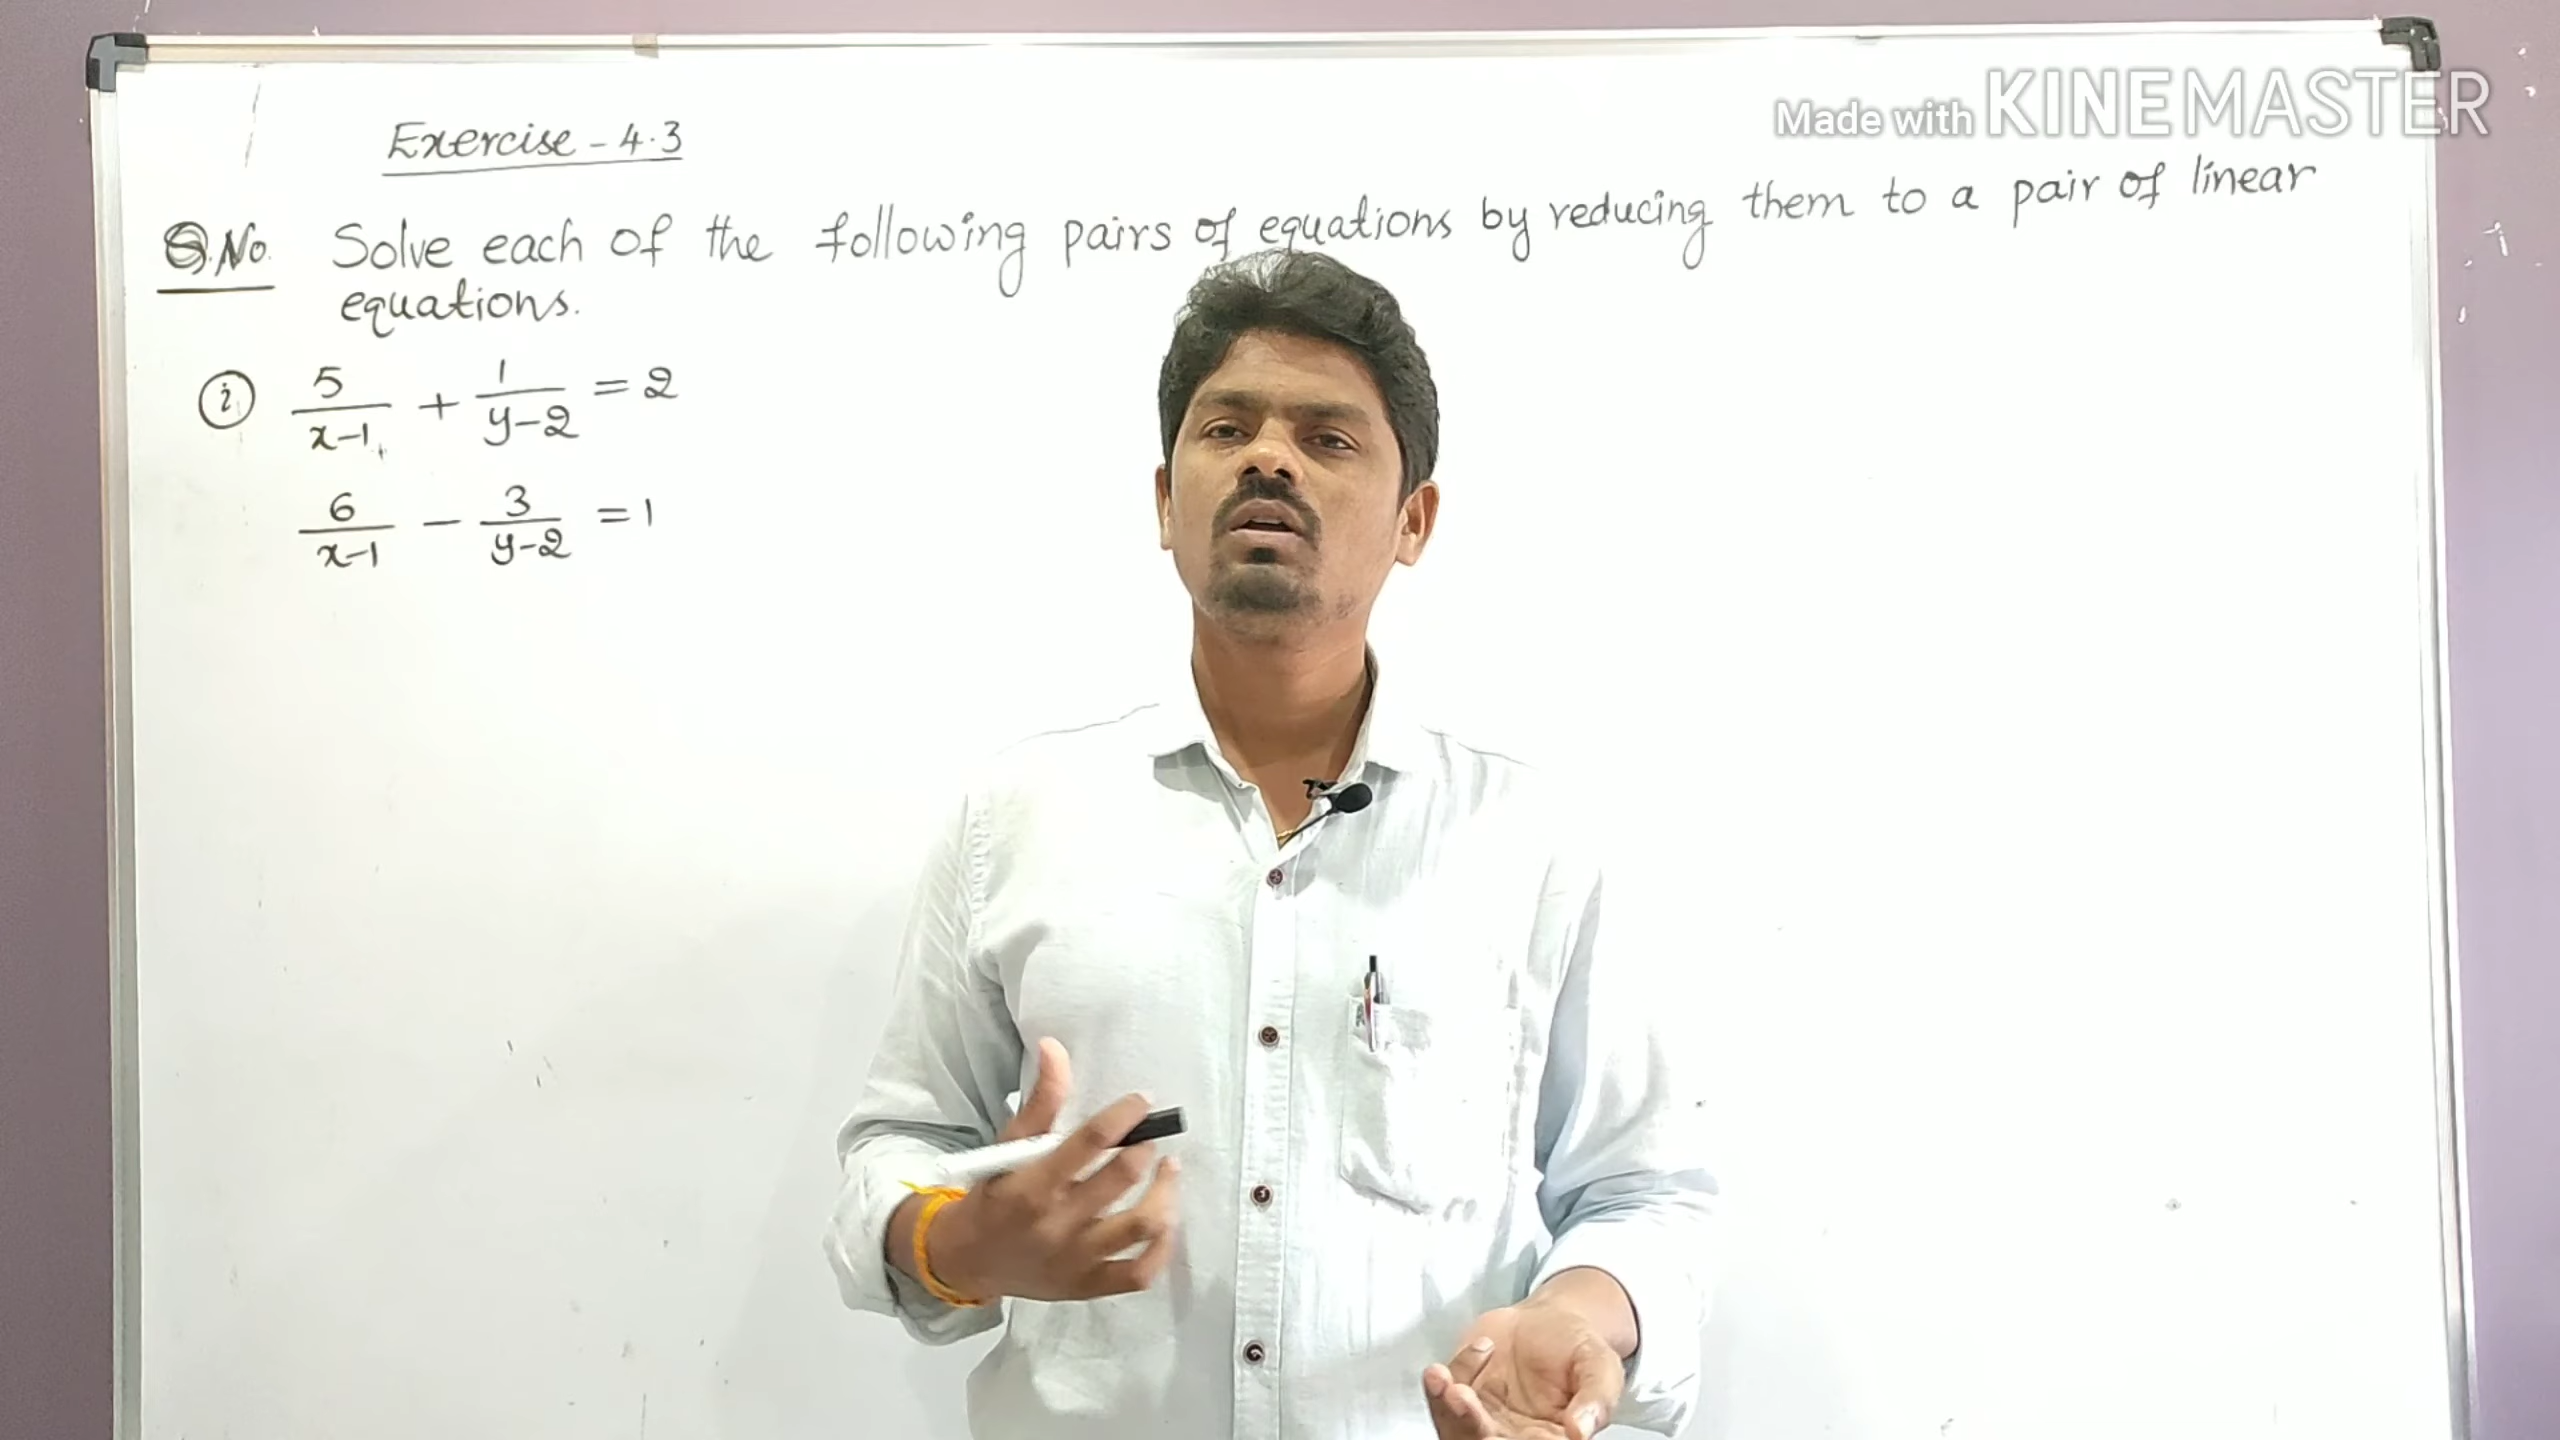 Made with KINEMASTER
Exercise - 4.3
Q.No. Solve each of the following pairs of equations by reducing them to a pair of linear
equations.
(i) 5/(x-1) + 1/(y-2) = 2
6/(x-1) - 3/(y-2) = 1